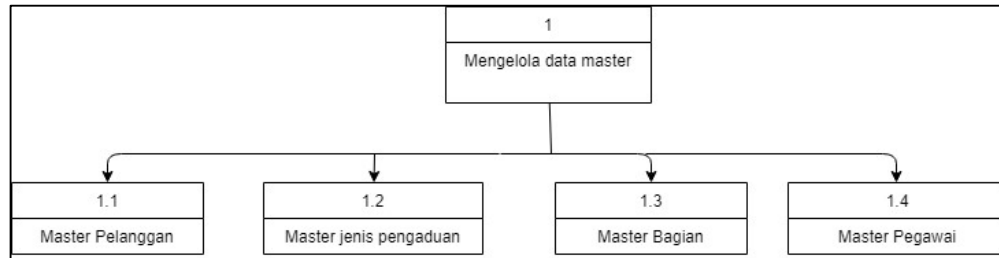 1
Mengelola data master
1.1
Master Pelanggan
1.2
Master jenis pengaduan
1.3
Master Bagian
1.4
Master Pegawai